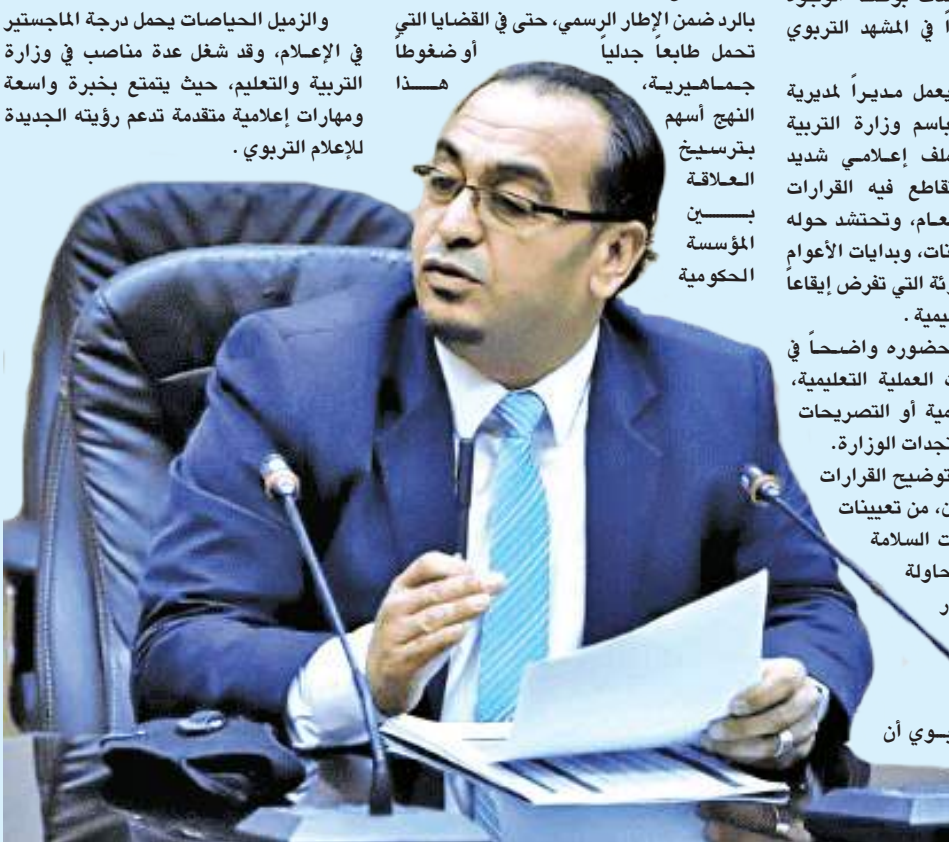 اً في المشهد التربوي
يعمل مديراً لمديرية
باسم وزارة التربية
ملف إعلامي شديد
قاطع فيه القرارات
لعام، وتحتشد حوله
نات، وبدايات الأعوام
رئة التي تفرض إيقاعاً
يمية .
حضوره واضحاً في
العملية التعليمية،
مية أو التصريحات
تجدات الوزارة.
توضيح القرارات
ن، من تعيينات
ت السلامة
حاولة
ر
ـوي أن
بالرد ضمن الإطار الرسمي، حتى في القضايا التي
تحمل طابعاً جدلياً أو ضغوطاً
جماهيرية، هذا
النهج أسهم
بترسيخ
العلاقة
بين
المؤسسة
الحكومية
والزميل الحياصات يحمل درجة الماجستير
في الإعلام، وقد شغل عدة مناصب في وزارة
التربية والتعليم، حيث يتمتع بخبرة واسعة
ومهارات إعلامية متقدمة تدعم رؤيته الجديدة
للإعلام التربوي .